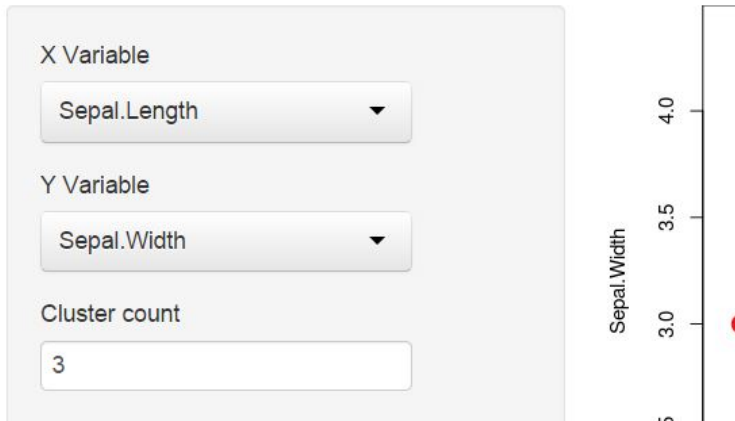 X Variable
Sepal.Length
Y Variable
Sepal.Width
Cluster count
3
Sepal.Width
4.0
3.5
3.0